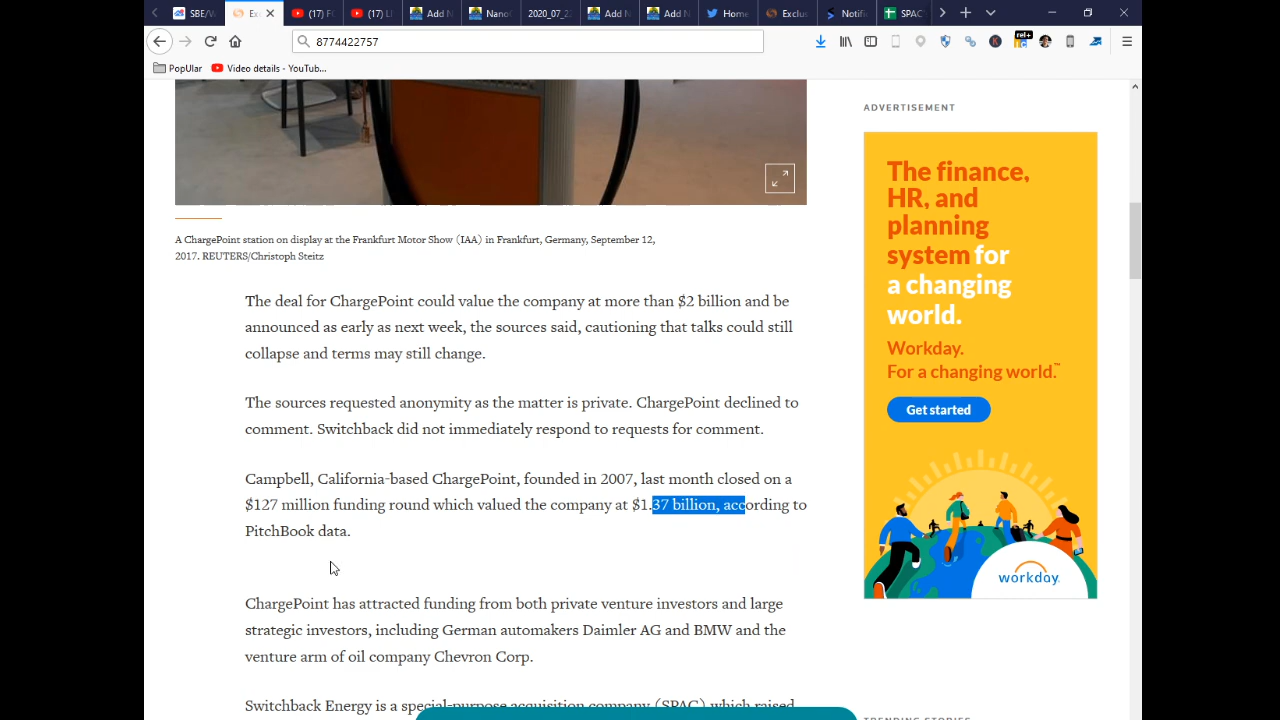 SBE/W
Exc
(17) F
(17) L
Add N
Nano
2020_07_2
Add N
Add N
Home
Exclus
Notifi
SPAC
8774422757
rel+
PopUlar
Video details - YouTub...
ADVERTISEMENT
The finance,
HR, and
planning
system for
a changing
world.
Workday.
For a changing world.™
Get started
workday.
A ChargePoint station on display at the Frankfurt Motor Show (IAA) in Frankfurt, Germany, September 12,
2017. REUTERS/Christoph Steitz
The deal for ChargePoint could value the company at more than $2 billion and be
announced as early as next week, the sources said, cautioning that talks could still
collapse and terms may still change.
The sources requested anonymity as the matter is private. ChargePoint declined to
comment. Switchback did not immediately respond to requests for comment.
Campbell, California-based ChargePoint, founded in 2007, last month closed on a
$127 million funding round which valued the company at $1.37 billion, according to
PitchBook data.
ChargePoint has attracted funding from both private venture investors and large
strategic investors, including German automakers Daimler AG and BMW and the
venture arm of oil company Chevron Corp.
Switchback Energy is a special-purpose acquisition company (SPAC) which raised
TRENDING STORIES